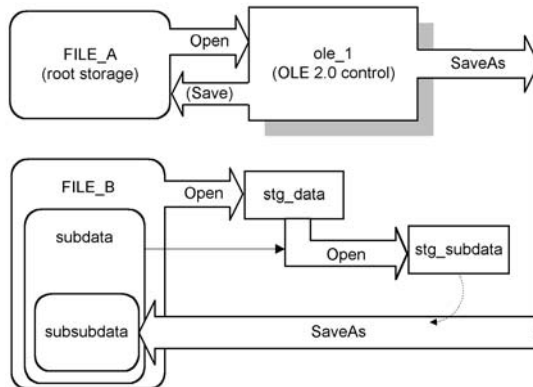 FILE_A
(root storage)
Open
(Save)
ole_1
(OLE 2.0 control)
SaveAs
FILE_B
subdata
subsubdata
Open
stg_data
Open
stg_subdata
SaveAs